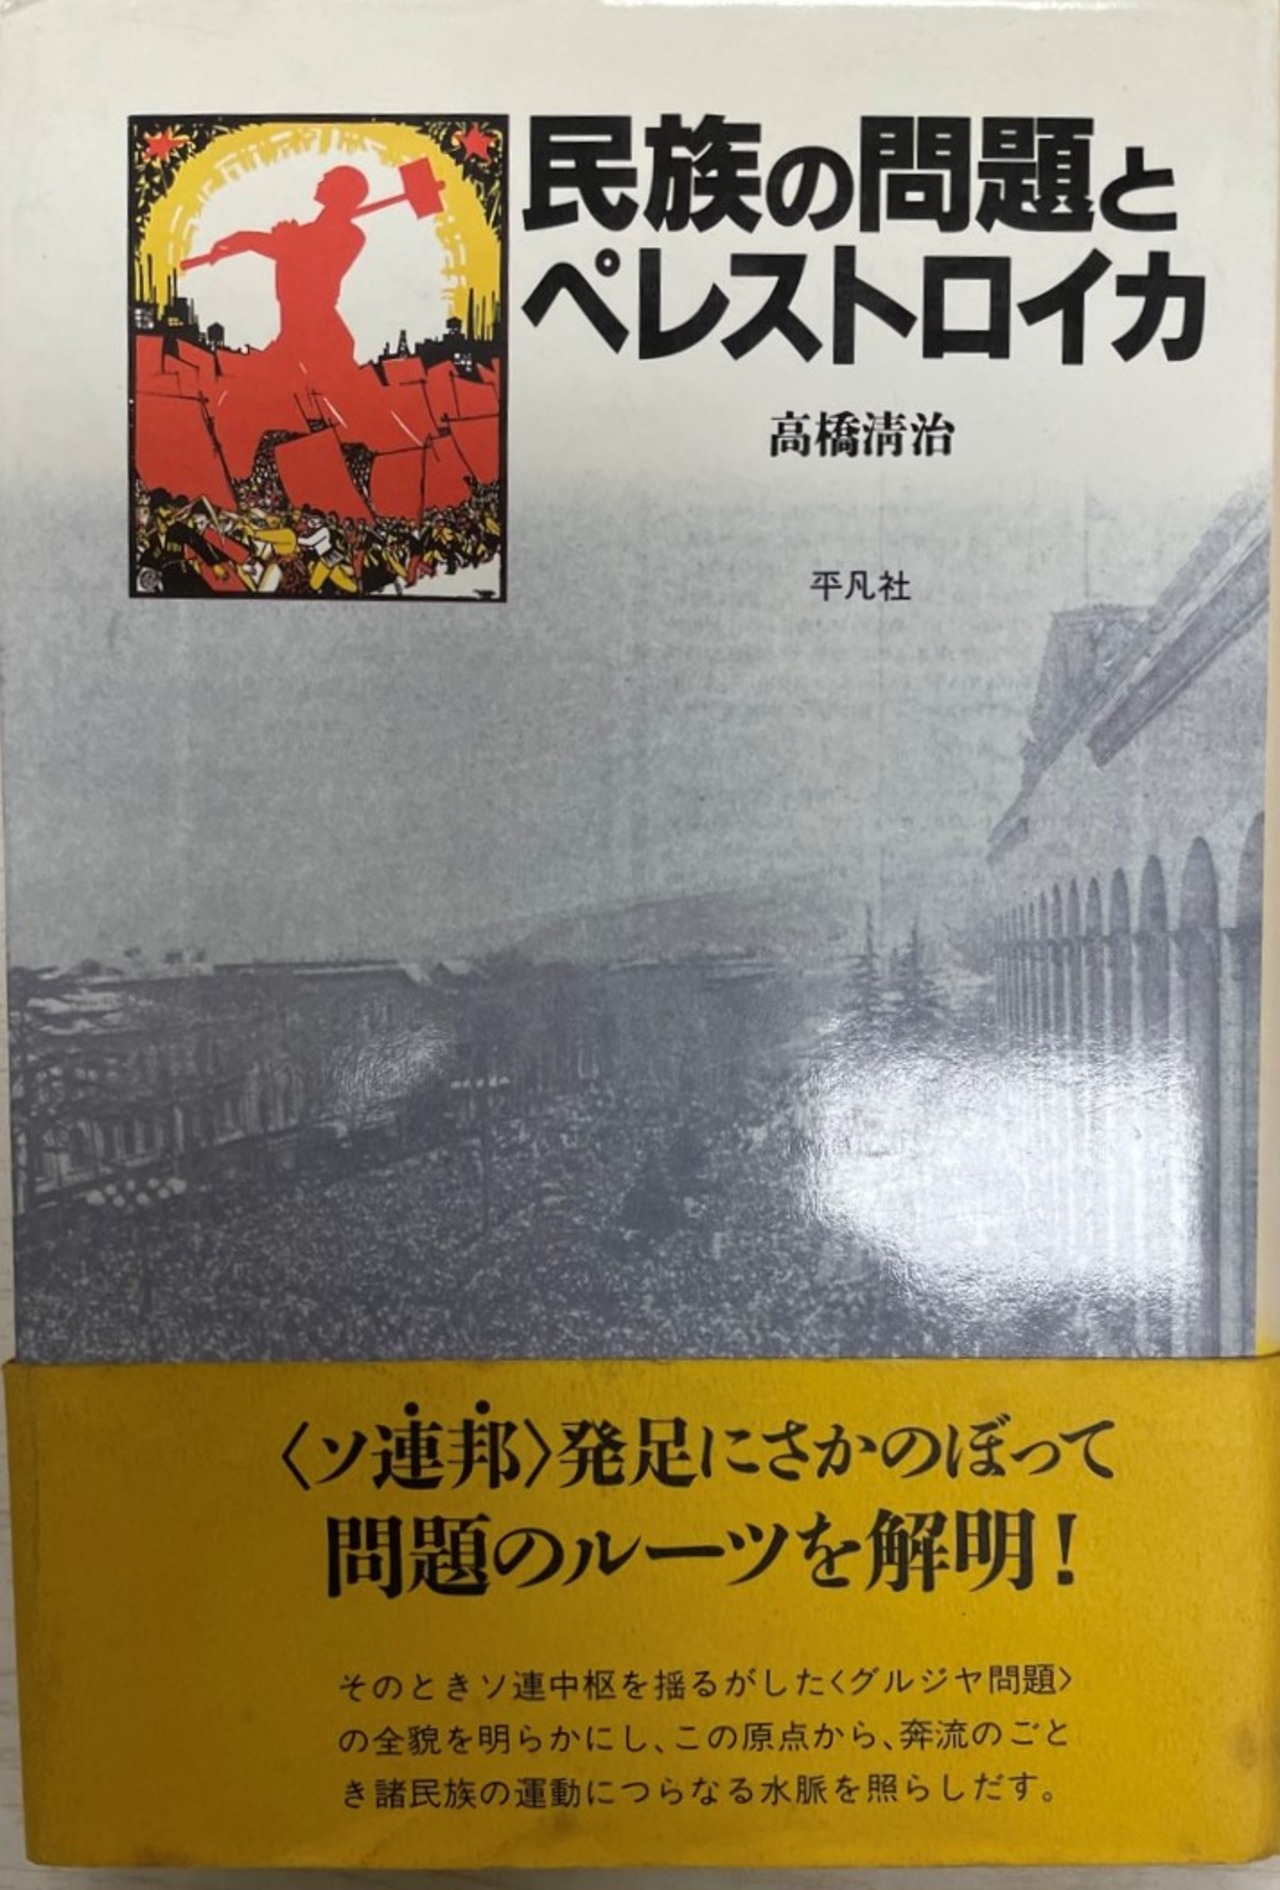 民族の問題と
ペレストロイカ
高橋清治
平凡社
〈ソ連邦〉発足にさかのぼって
問題のルーツを解明!
そのときソ連中枢を揺るがした〈グルジヤ問題〉
の全貌を明らかにし、この原点から、奔流のごと
き諸民族の運動につらなる水脈を照らしだす。